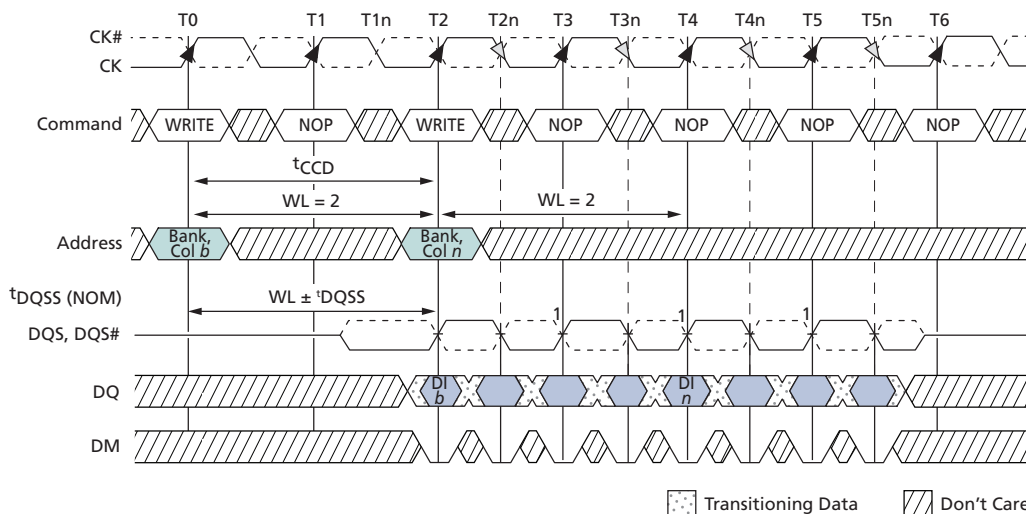 T0 T1 T1n T2 T2n T3 T3n T4 T4n T5 T5n T6
CK#
CK
Command WRITE NOP WRITE NOP NOP NOP NOP
tCCD
WL = 2 WL = 2
Address Bank, Col b Bank, Col n
tDQSS (NOM)
WL ± tDQSS
DQS, DQS# 1 1 1
DQ DI b DI n
DM
Transitioning Data Don't Care